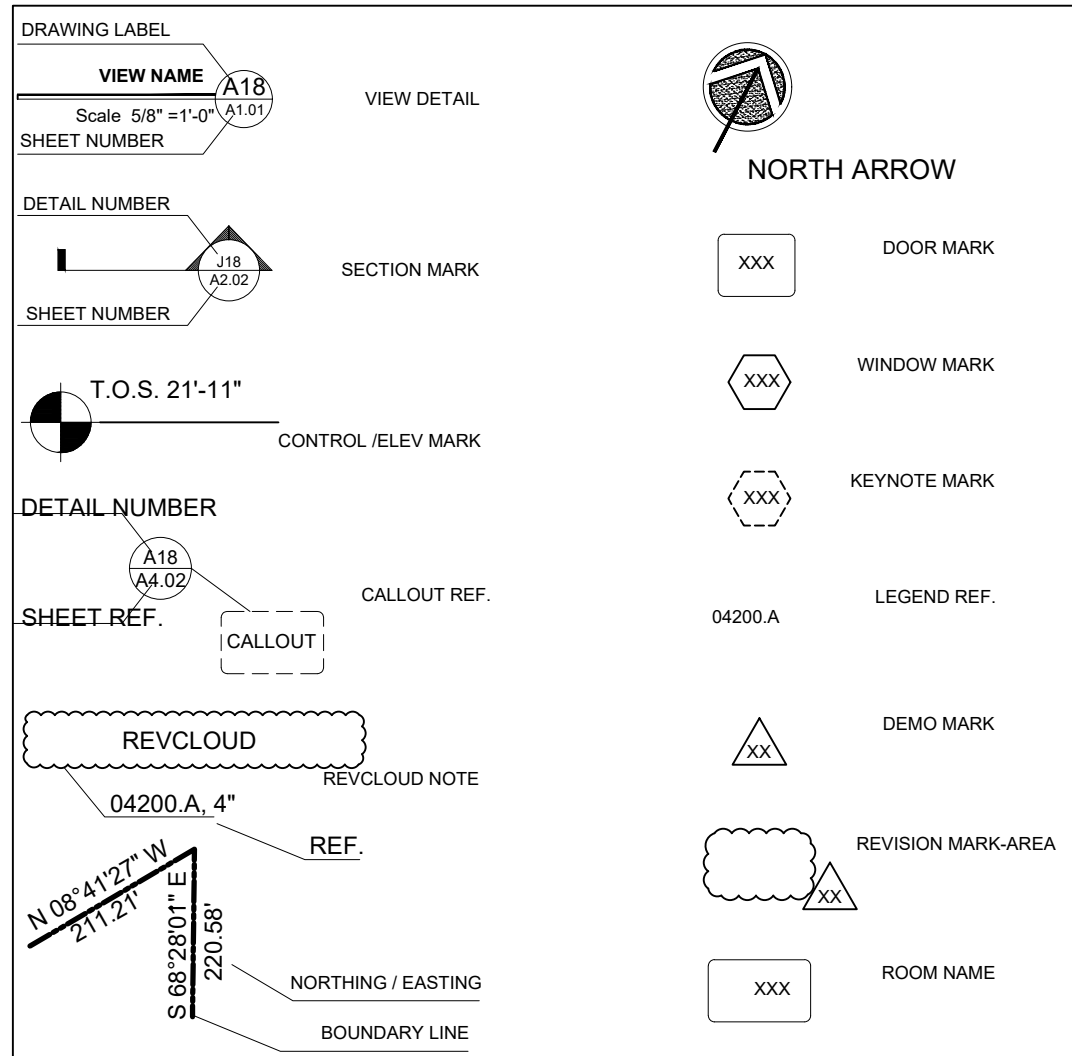 DRAWING LABEL
VIEW NAME
A18
Scale 5/8" =1'-0"
A1.01
SHEET NUMBER
VIEW DETAIL
DETAIL NUMBER
J18
A2.02
SECTION MARK
SHEET NUMBER
T.O.S. 21'-11"
CONTROL /ELEV MARK
DETAIL NUMBER
A18
A4.02
CALLOUT REF.
SHEET REF.
CALLOUT
REVCLOUD
REVCLOUD NOTE
04200.A, 4"
REF.
N 08°41'27" W
211.21'
S 68°28'01" E
220.58'
NORTHING / EASTING
BOUNDARY LINE
NORTH ARROW
XXX
DOOR MARK
XXX
WINDOW MARK
XXX
KEYNOTE MARK
04200.A
LEGEND REF.
XX
DEMO MARK
XX
REVISION MARK-AREA
XXX
ROOM NAME